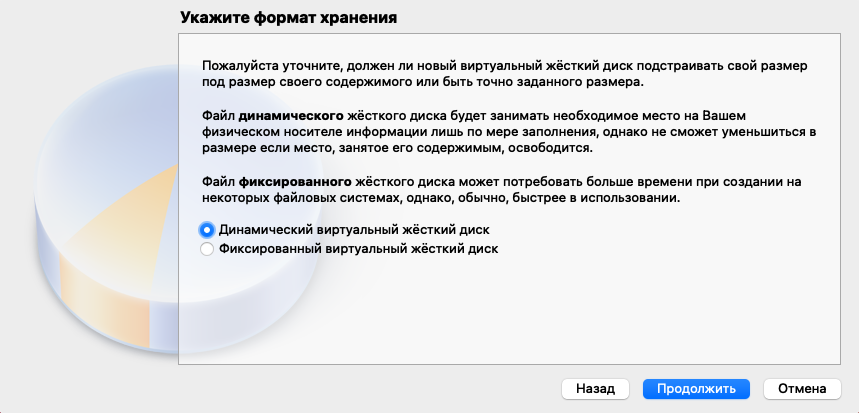 Укажите формат хранения
Пожалуйста уточните, должен ли новый виртуальный жёсткий диск подстраивать свой размер
под размер своего содержимого или быть точно заданного размера.
Файл динамического жёсткого диска будет занимать необходимое место на Вашем
физическом носителе информации лишь по мере заполнения, однако не сможет уменьшиться в
размере если место, занятое его содержимым, освободится.
Файл фиксированного жёсткого диска может потребовать больше времени при создании на
некоторых файловых системах, однако, обычно, быстрее в использовании.
Динамический виртуальный жёсткий диск
Фиксированный виртуальный жёсткий диск
Назад
Продолжить
Отмена